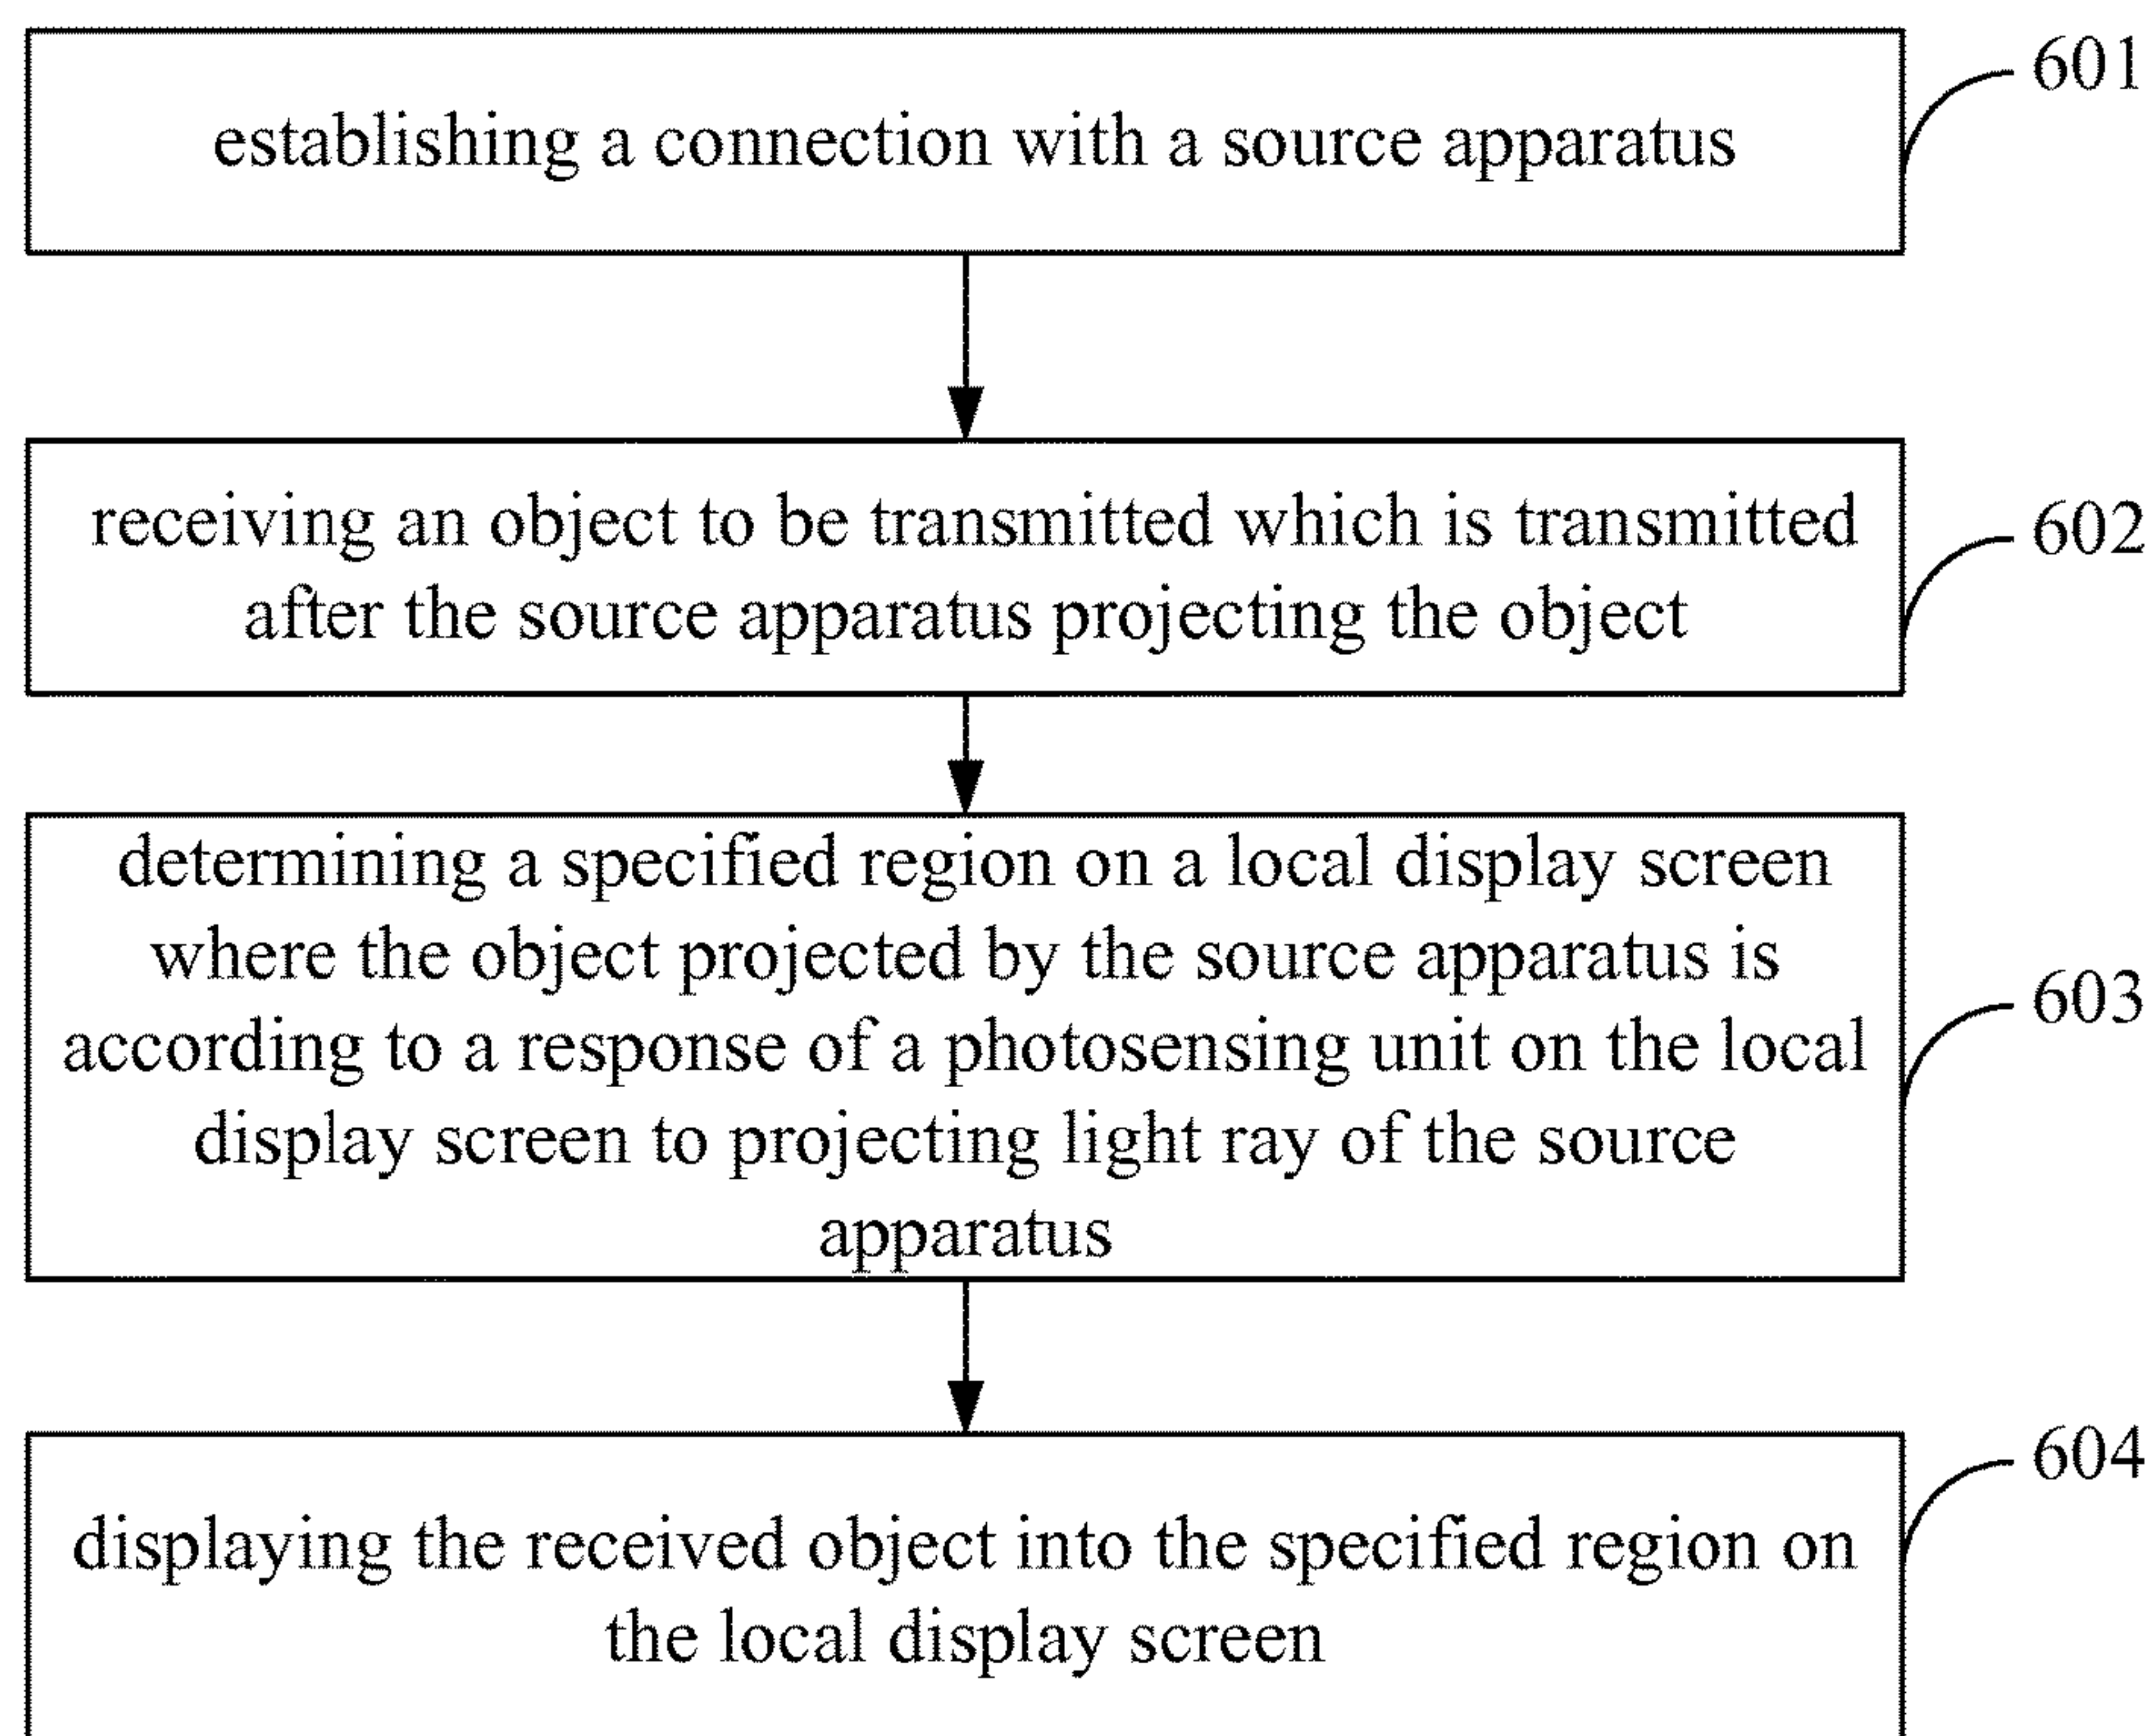 establishing a connection with a source apparatus
601
receiving an object to be transmitted which is transmitted
after the source apparatus projecting the object
602
determining a specified region on a local display screen
where the object projected by the source apparatus is
according to a response of a photosensing unit on the local
display screen to projecting light ray of the source
apparatus
603
displaying the received object into the specified region on
the local display screen
604